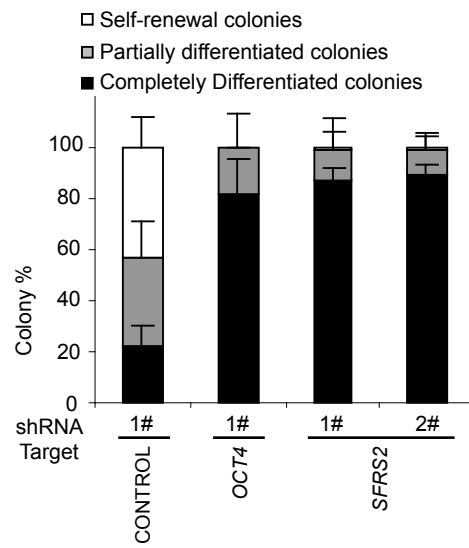 Self-renewal colonies
Partially differentiated colonies
Completely Differentiated colonies
100
80
60
40
20
0
Colony %
shRNA 1# 1# 1# 2#
Target CONTROL OCT4 SFRS2